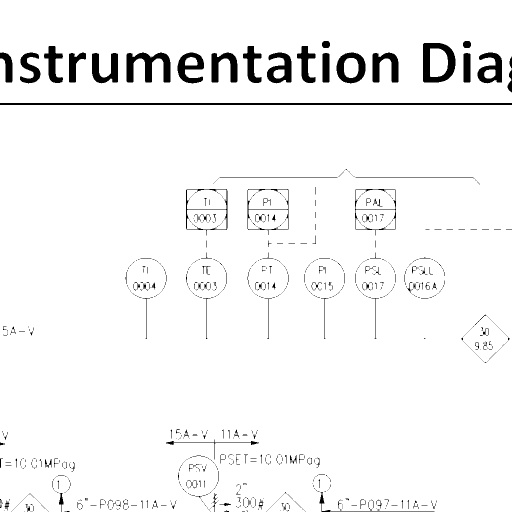 nstrumentation Diag
TI PI PAL
0003 0014 0017
TI TE PT PI PSL PSLL
0004 0003 0014 0015 0017 0016A
5A-V
30
9.85
15A-V 11A-V
V
PSV PSET=10.01MPag
T=10.01MPag
0011
T T
2"
300#
0# 30 6"-P098-11A-V 30 6"-P097-11A-V